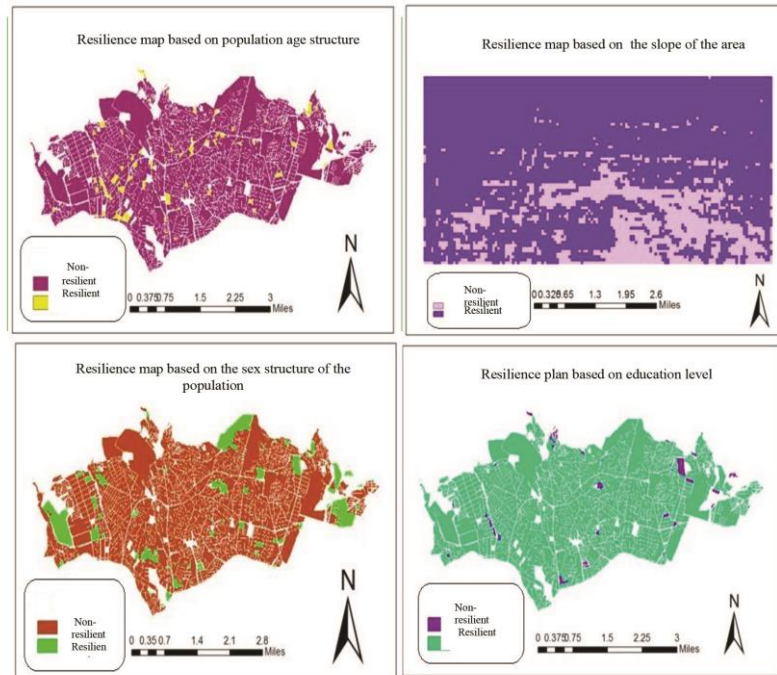 Resilience map based on population age structure
Non-
resilient
Resilient
0 0.375 0.75 1.5 2.25 3
Miles
N
Resilience map based on the slope of the area
Non-
resilient
Resilient
0 0.325 0.65 1.3 1.95 2.6
Miles
N
Resilience map based on the sex structure of the
population
Non-
resilient
Resilien
0 0.35 0.7 1.4 2.1 2.8
Miles
N
Resilience plan based on education level
Non-
resilient
Resilient
0 0.375 0.75 1.5 2.25 3
Miles
N